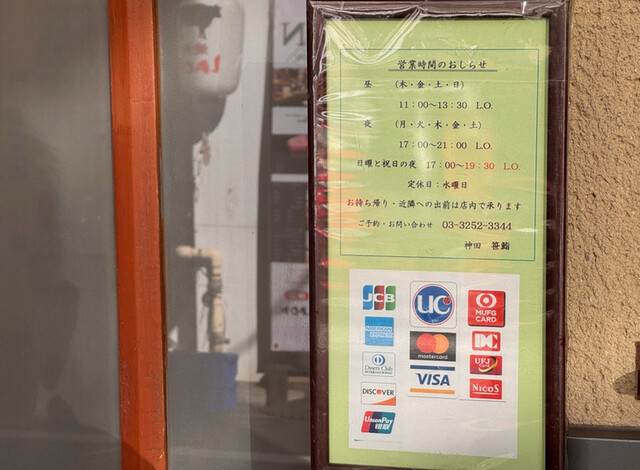 営業時間のおしらせ
昼 （木・金・土・日）
11：00～13：30 L.O.
夜 （月・火・木・金・土）
17：00～21：00 L.O.
日曜と祝日の夜 17：00～19：30 L.O.
定休日：水曜日
お持ち帰り・近隣への出前は店内で承ります
ご予約・お問い合わせ 03-3252-3344
神田 笹鮨
JCB UC MUFG CARD
AMERICAN EXPRESS mastercard DC
Diners Club INTERNATIONAL UFJ Card
DISCOVER VISA NICOS
UnionPay 银联